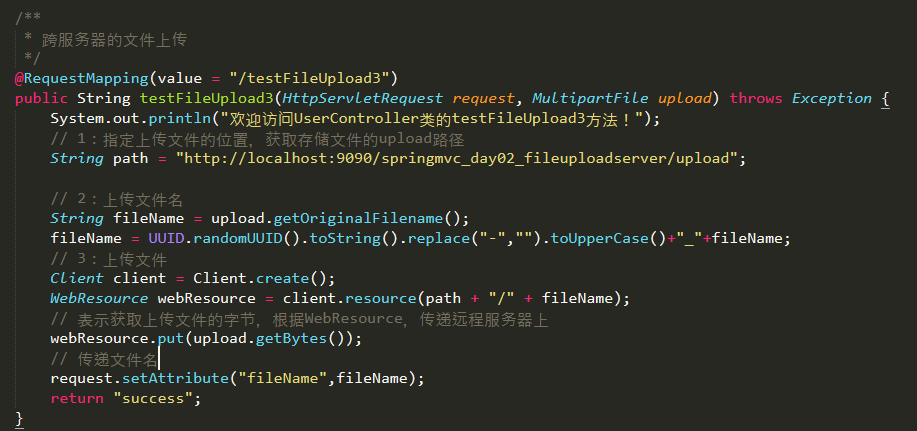 /**
* 跨服务器的文件上传
*/
@RequestMapping(value = "/testFileUpload3")
public String testFileUpload3(HttpServletRequest request, MultipartFile upload) throws Exception {
System.out.println("欢迎访问UserController类的testFileUpload3方法！");
// 1：指定上传文件的位置，获取存储文件的upload路径
String path = "http://localhost:9090/springmvc_day02_fileuploadserver/upload";
// 2：上传文件名
String fileName = upload.getOriginalFilename();
fileName = UUID.randomUUID().toString().replace("-","").toUpperCase()+"_"+fileName;
// 3：上传文件
Client client = Client.create();
WebResource webResource = client.resource(path + "/" + fileName);
// 表示获取上传文件的字节，根据WebResource，传递远程服务器上
webResource.put(upload.getBytes());
// 传递文件名
request.setAttribute("fileName",fileName);
return "success";
}